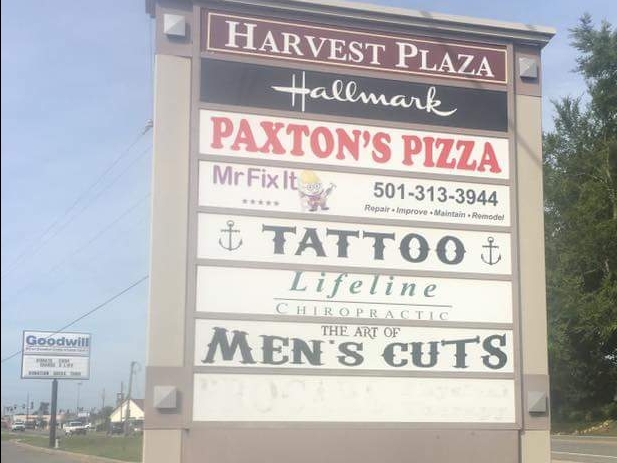 HARVEST PLAZA
Hallmark
PAXTON'S PIZZA
Mr Fix It
501-313-3944
Repair • Improve • Maintain • Remodel
TATTOO
Lifeline
CHIROPRACTIC
THE ART OF
MEN'S CUTS
Goodwill